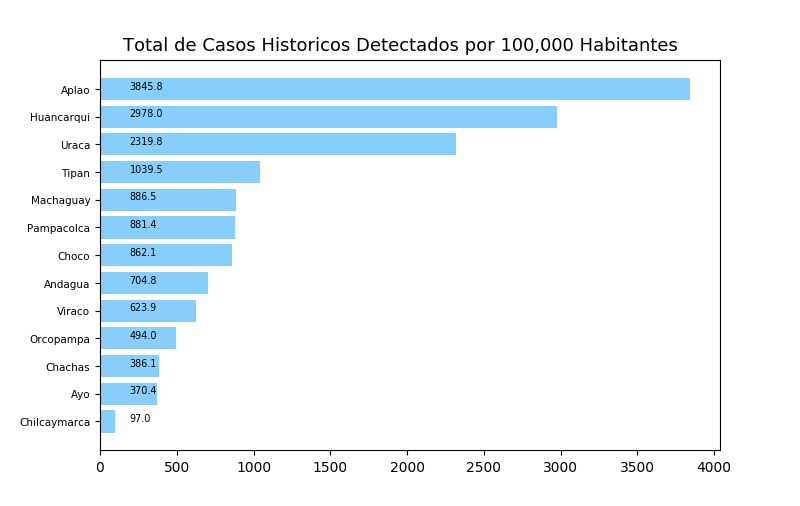 Total de Casos Historicos Detectados por 100,000 Habitantes
Aplao 3845.8
Huancarqui 2978.0
Uraca 2319.8
Tipan 1039.5
Machaguay 886.5
Pampacolca 881.4
Choco 862.1
Andagua 704.8
Viraco 623.9
Orcopampa 494.0
Chachas 386.1
Ayo 370.4
Chilcaymarca 97.0
0 500 1000 1500 2000 2500 3000 3500 4000